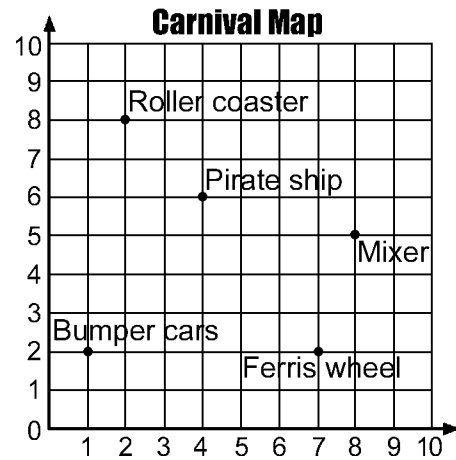 Carnival Map
10
9
Roller coaster
8
7
Pirate ship
6
5
Mixer
4
3
Bumper cars
2
Ferris wheel
1
0
1 2 3 4 5 6 7 8 9 10